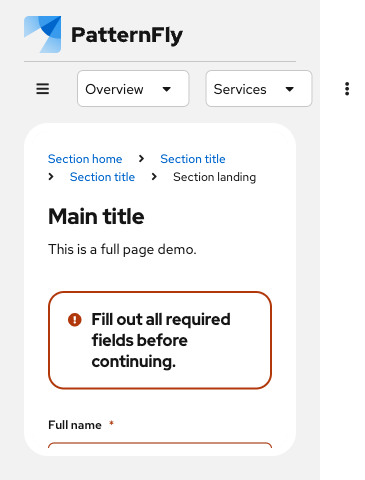 PatternFly
Overview Services
Section home Section title
Section title Section landing
Main title
This is a full page demo.
Fill out all required
fields before
continuing.
Full name *